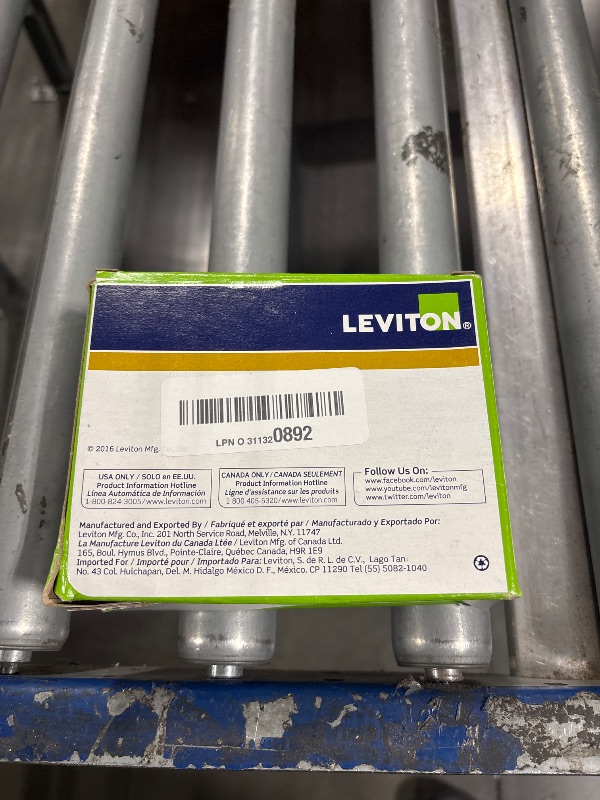 LEVITON®
LPN O 311320892
© 2016 Leviton Mfg.
USA ONLY / SOLO en EE.UU.
Product Information Hotline
Línea Automática de Información
1-800-824-3005/www.leviton.com
CANADA ONLY / CANADA SEULEMENT
Product Information Hotline
Ligne d'assistance sur les produits
1 800 405-5320/www.leviton.com
Follow Us On:
www.facebook.com/leviton
www.youtube.com/levitonmfg
www.twitter.com/leviton
Manufactured and Exported By / Fabriqué et exporté par / Manufacturado y Exportado Por:
Leviton Mfg. Co., Inc. 201 North Service Road, Melville, N.Y. 11747
La Manufacture Leviton du Canada Ltée / Leviton Mfg. of Canada Ltd.
165, Boul. Hymus Blvd., Pointe-Claire, Québec Canada, H9R 1E9
Imported For / Importé pour / Importado Para: Leviton, S. de R. L. de C.V., Lago Tan
No. 43 Col. Huichapan, Del. M. Hidalgo México D. F., México. CP 11290 Tel (55) 5082-1040